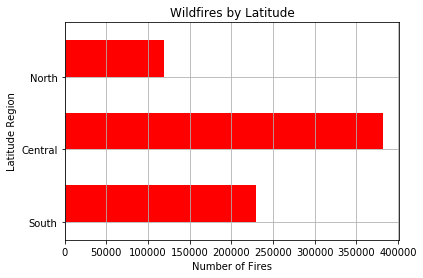 Wildfires by Latitude
North
Central
South
Latitude Region
0 50000 100000 150000 200000 250000 300000 350000 400000
Number of Fires